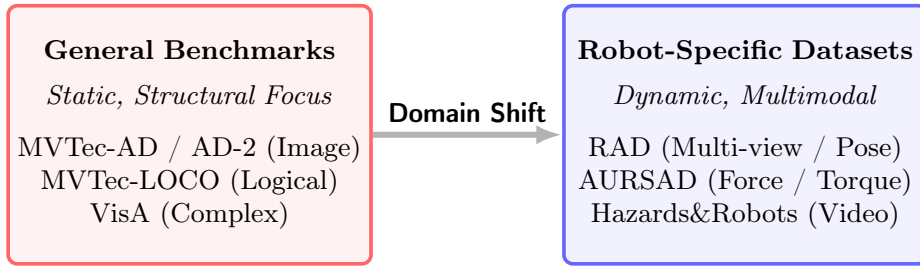 General Benchmarks
Static, Structural Focus
MVTec-AD / AD-2 (Image)
MVTec-LOCO (Logical)
VisA (Complex)
Domain Shift
Robot-Specific Datasets
Dynamic, Multimodal
RAD (Multi-view / Pose)
AURSAD (Force / Torque)
Hazards&Robots (Video)